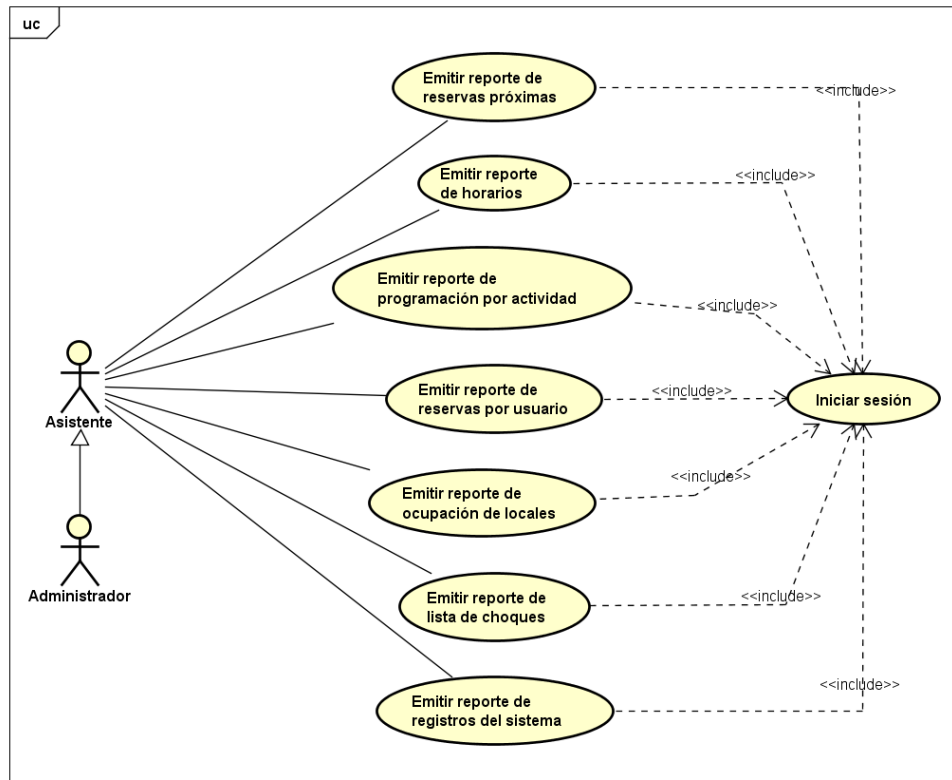 uc
Emitir reporte de
reservas próximas
<<include>>
Emitir reporte
de horarios
<<include>>
Emitir reporte de
programación por actividad
<<include>>
Asistente
Emitir reporte de
reservas por usuario
<<include>>
Iniciar sesión
Emitir reporte de
ocupación de locales
<<include>>
Administrador
Emitir reporte de
lista de choques
<<include>>
Emitir reporte de
registros del sistema
<<include>>